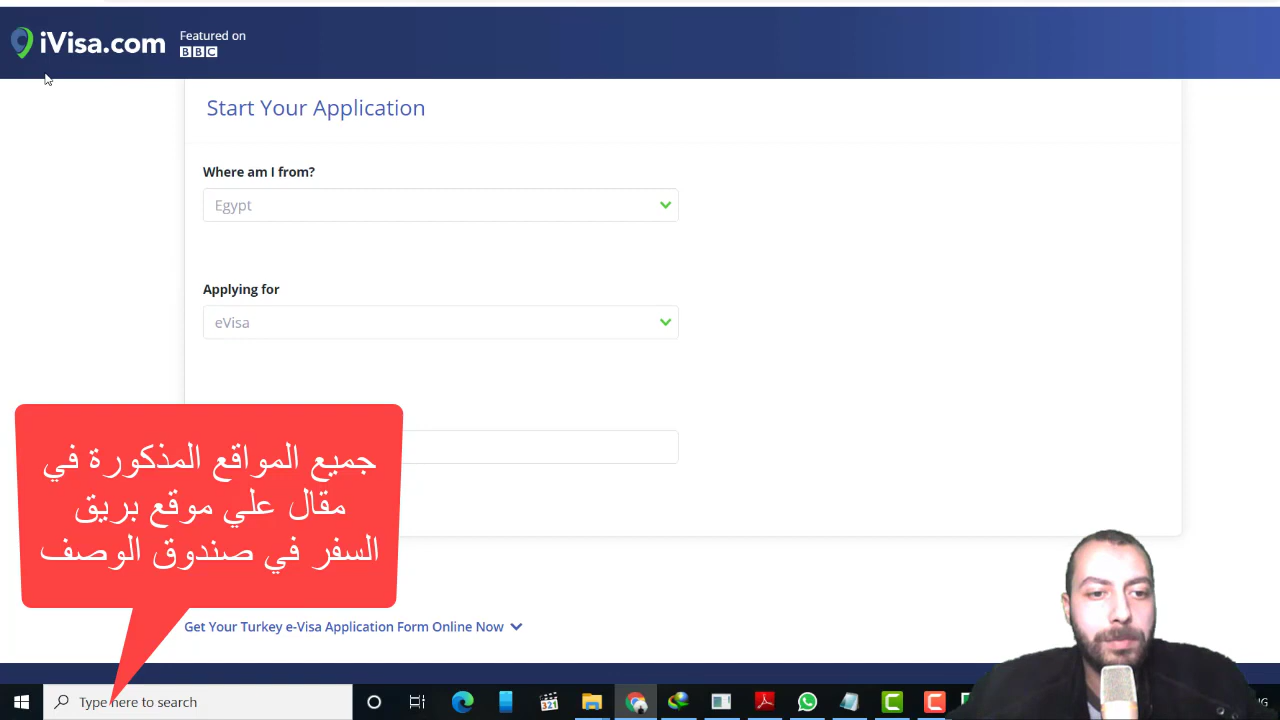 iVisa.com
Featured on
BBC
Start Your Application
Where am I from?
Egypt
Applying for
eVisa
جميع المواقع المذكورة في
مقال علي موقع بريق
السفر في صندوق الوصف
Get Your Turkey e-Visa Application Form Online Now
Type here to search
321